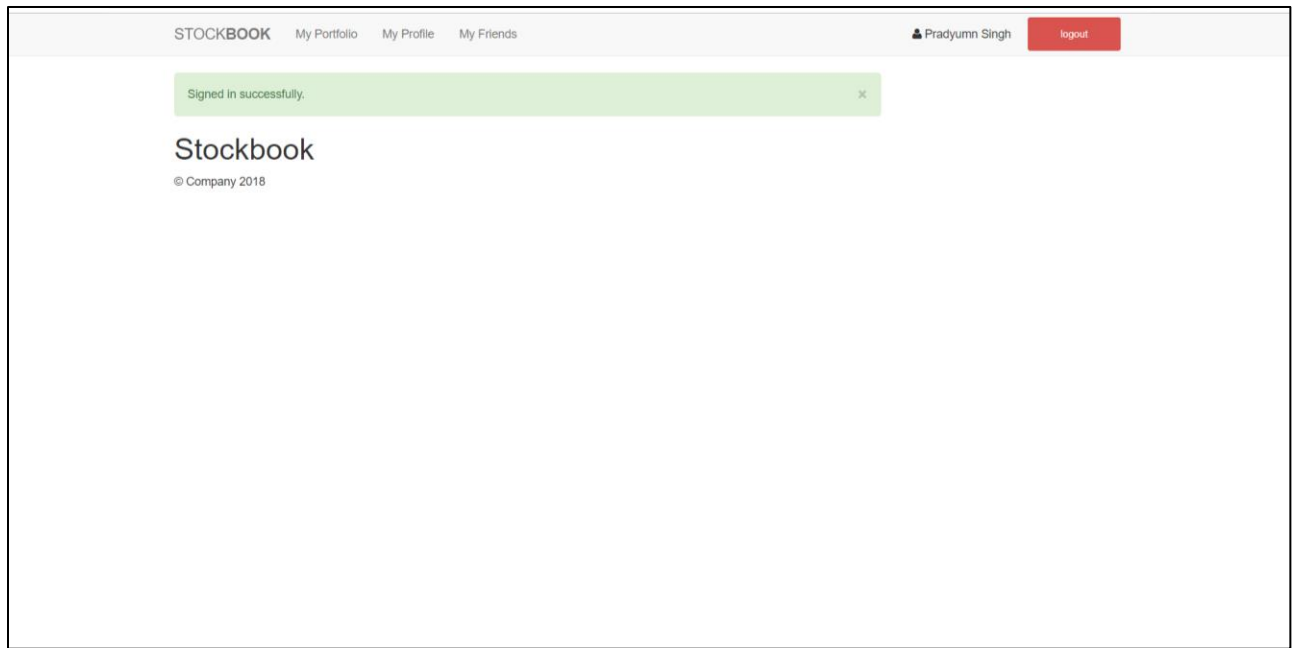 STOCKBOOK My Portfolio My Profile My Friends Pradyumn Singh logout
Signed in successfully. ×
Stockbook
© Company 2018